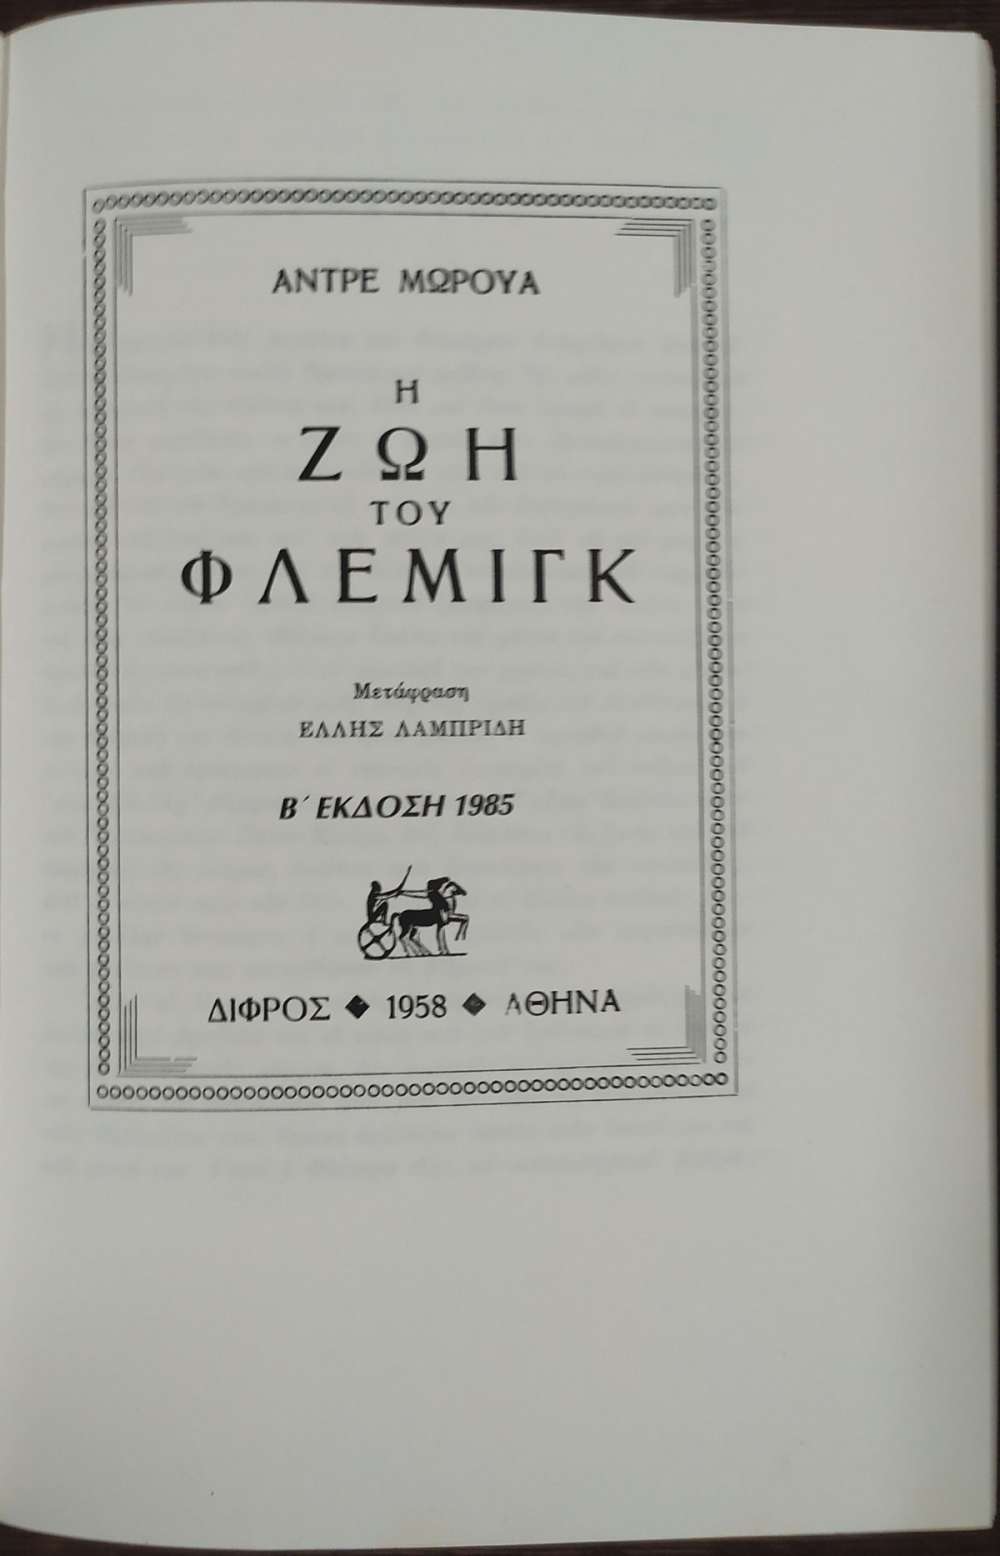 ΑΝΤΡΕ ΜΩΡΟΥΑ
Η
ΖΩΗ
ΤΟΥ
ΦΛΕΜΙΓΚ
Μετάφραση
ΕΛΛΗΣ ΛΑΜΠΡΙΔΗ
Β΄ ΕΚΔΟΣΗ 1985
ΔΙΦΡΟΣ ◆ 1958 ◆ ΑΘΗΝΑ